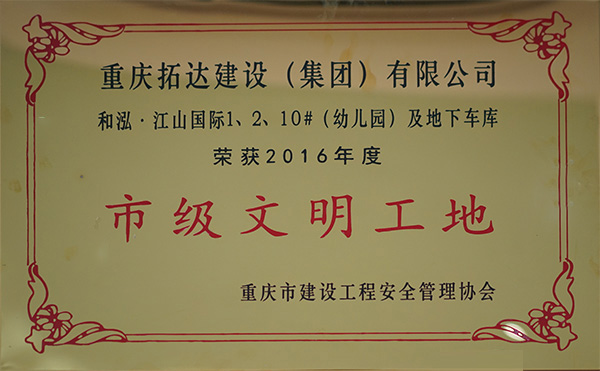 重庆拓达建设（集团）有限公司
和泓·江山国际1、2、10#（幼儿园）及地下车库
荣获2016年度
市级文明工地
重庆市建设工程安全管理协会